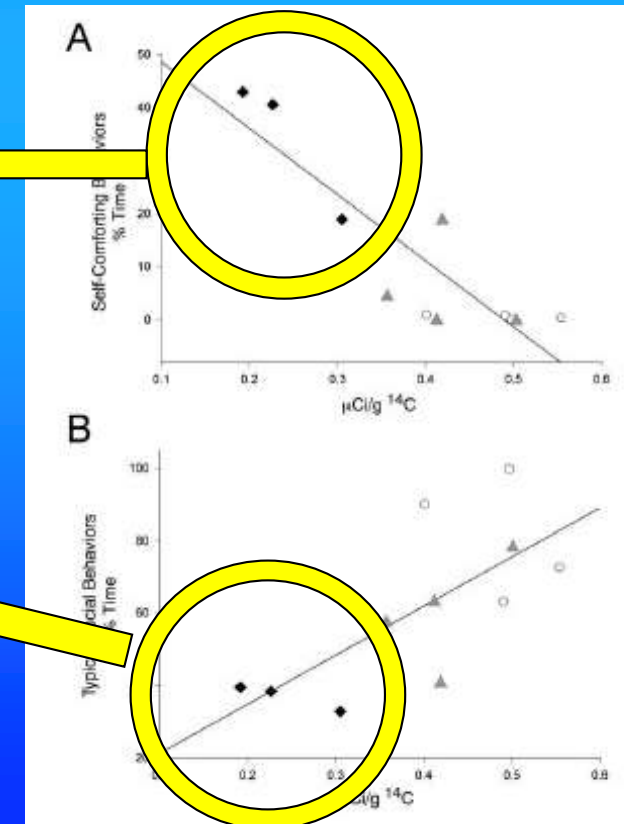 A
50
40
20
10
0
Self-Comforting B viors
% Time
0.1 0.2 0.3 0.4 0.5 0.6
μCi/g 14C
B
100
80
60
Typic cial Behaviors
% Time
0.2 0.3 0.4 0.5 0.6
Ci/g 14C